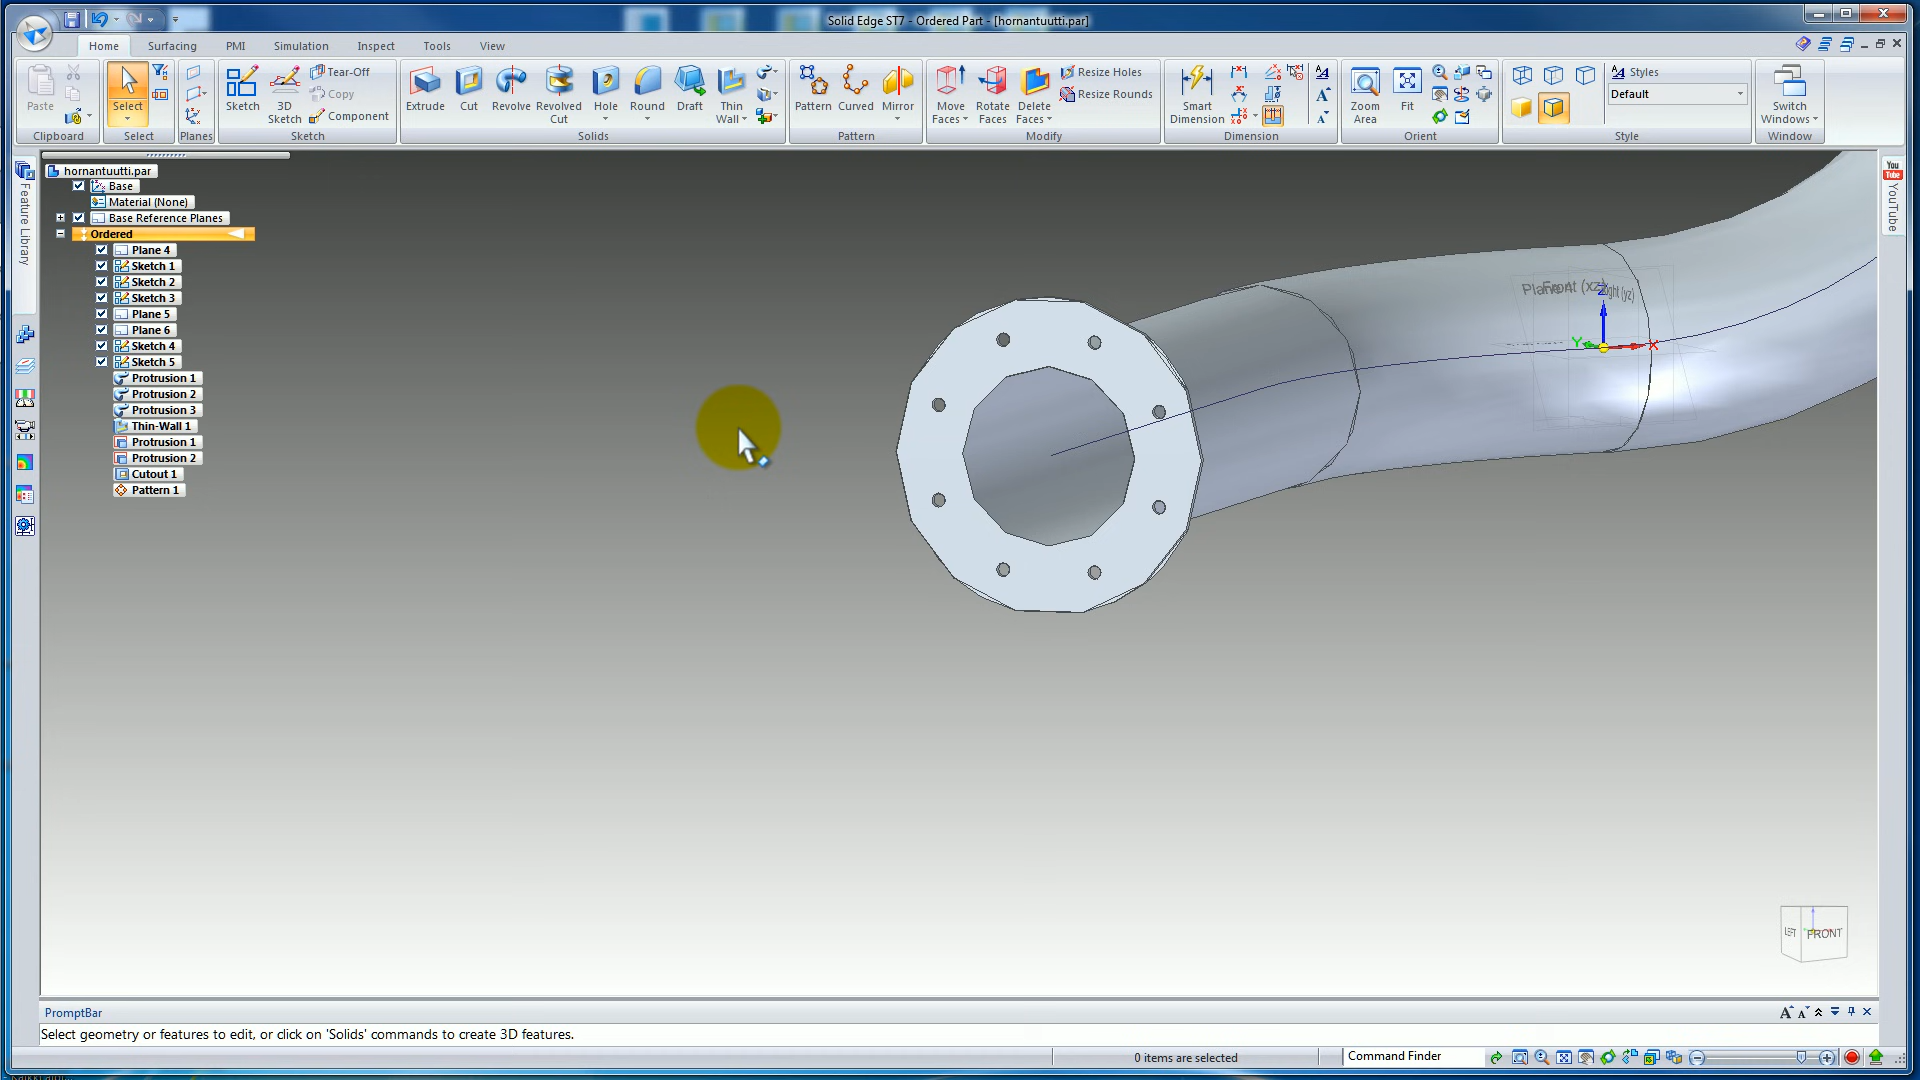 Solid Edge ST7 - Ordered Part - [hornantuutti.par]
Home Surfacing PMI Simulation Inspect Tools View
Paste
Clipboard
Select
Select
Planes
Sketch
3D Sketch
Tear-Off
Copy
Component
Sketch
Extrude
Cut
Revolve
Revolved Cut
Hole
Round
Draft
Thin Wall
Solids
Pattern
Curved
Mirror
Pattern
Move Faces
Rotate Faces
Delete Faces
Resize Holes
Resize Rounds
Modify
Smart Dimension
Dimension
Zoom Area
Fit
Orient
Styles
Default
Style
Switch Windows
Window
Feature Library
You Tube
YouTube
hornantuutti.par
Base
Material (None)
Base Reference Planes
Ordered
Plane 4
Sketch 1
Sketch 2
Sketch 3
Plane 5
Plane 6
Sketch 4
Sketch 5
Protrusion 1
Protrusion 2
Protrusion 3
Thin-Wall 1
Protrusion 1
Protrusion 2
Cutout 1
Pattern 1
Front (xz)
Z
Y
X
LEFT
FRONT
PromptBar
Select geometry or features to edit, or click on 'Solids' commands to create 3D features.
0 items are selected
Command Finder